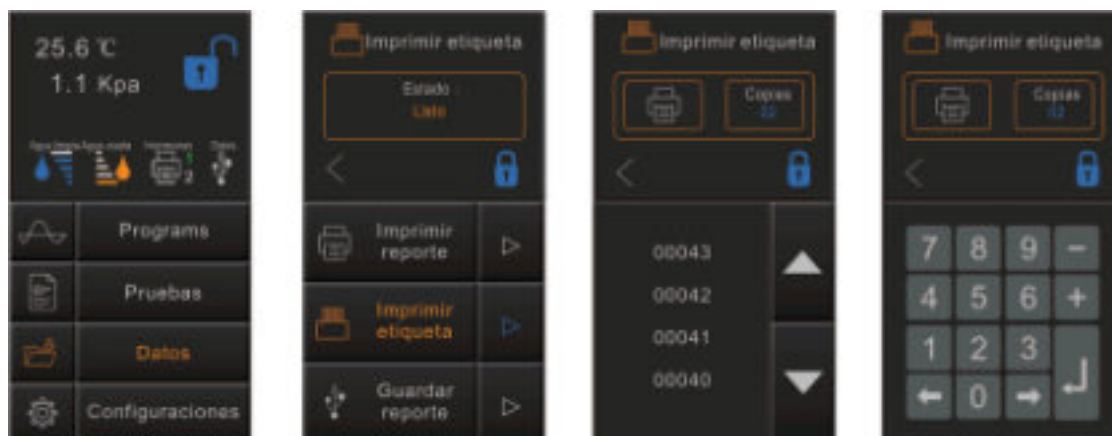 25.6 ℃
1.1 Kpa
Programs
Pruebas
Datos
Configuraciones
Imprimir etiqueta
Estado :
Listo
Imprimir
reporte
Imprimir
etiqueta
Guardar
reporte
Imprimir etiqueta
Copias
00043
00042
00041
00040
Imprimir etiqueta
Copias
7 8 9 -
4 5 6 +
1 2 3
0